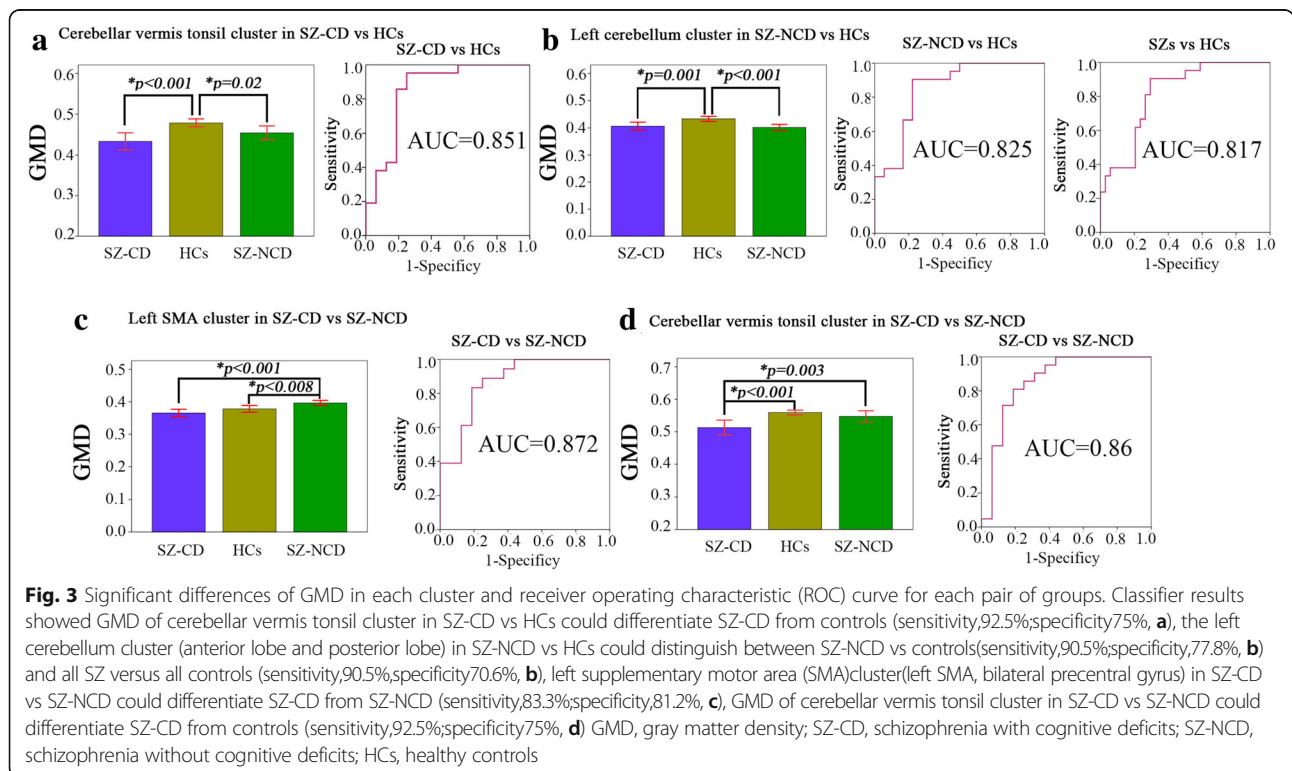 a Cerebellar vermis tonsil cluster in SZ-CD vs HCs
SZ-CD vs HCs
0.6
0.5
0.4
0.3
0.2
GMD
*p<0.001
*p=0.02
SZ-CD HCs SZ-NCD
1.0
0.8
0.6
0.4
0.2
0.0
Sensitivity
AUC=0.851
0.0 0.2 0.4 0.6 0.8 1.0
1-Specificy
b Left cerebellum cluster in SZ-NCD vs HCs
0.6
0.5
0.4
0.3
0.2
0.1
0.0
GMD
*p=0.001
*p<0.001
SZ-CD HCs SZ-NCD
SZ-NCD vs HCs
1.0
0.8
0.6
0.4
0.2
0.0
Sensitivity
AUC=0.825
0.0 0.2 0.4 0.6 0.8 1.0
1-Specificy
SZs vs HCs
1.0
0.8
0.6
0.4
0.2
0.0
Sensitivity
AUC=0.817
0.0 0.2 0.4 0.6 0.8 1.0
1-Specificy
c Left SMA cluster in SZ-CD vs SZ-NCD
0.5
0.4
0.3
0.2
0.1
0.0
GMD
*p<0.001
*p<0.008
SZ-CD HCs SZ-NCD
SZ-CD vs SZ-NCD
1.0
0.8
0.6
0.4
0.2
0.0
Sensitivity
AUC=0.872
0.0 0.2 0.4 0.6 0.8 1.0
1-Specificy
d Cerebellar vermis tonsil cluster in SZ-CD vs SZ-NCD
0.7
0.6
0.5
0.4
0.3
0.2
GMD
*p=0.003
*p<0.001
SZ-CD HCs SZ-NCD
SZ-CD vs SZ-NCD
1.0
0.8
0.6
0.4
0.2
0.0
Sensitivity
AUC=0.86
0.0 0.2 0.4 0.6 0.8 1.0
1-Specificy
Fig. 3 Significant differences of GMD in each cluster and receiver operating characteristic (ROC) curve for each pair of groups. Classifier results
showed GMD of cerebellar vermis tonsil cluster in SZ-CD vs HCs could differentiate SZ-CD from controls (sensitivity,92.5%;specificity75%, a), the left
cerebellum cluster (anterior lobe and posterior lobe) in SZ-NCD vs HCs could distinguish between SZ-NCD vs controls(sensitivity,90.5%;specificity,77.8%, b)
and all SZ versus all controls (sensitivity,90.5%,specificity70.6%, b), left supplementary motor area (SMA)cluster(left SMA, bilateral precentral gyrus) in SZ-CD
vs SZ-NCD could differentiate SZ-CD from SZ-NCD (sensitivity,83.3%;specificity,81.2%, c), GMD of cerebellar vermis tonsil cluster in SZ-CD vs SZ-NCD could
differentiate SZ-CD from controls (sensitivity,92.5%;specificity75%, d) GMD, gray matter density; SZ-CD, schizophrenia with cognitive deficits; SZ-NCD,
schizophrenia without cognitive deficits; HCs, healthy controls